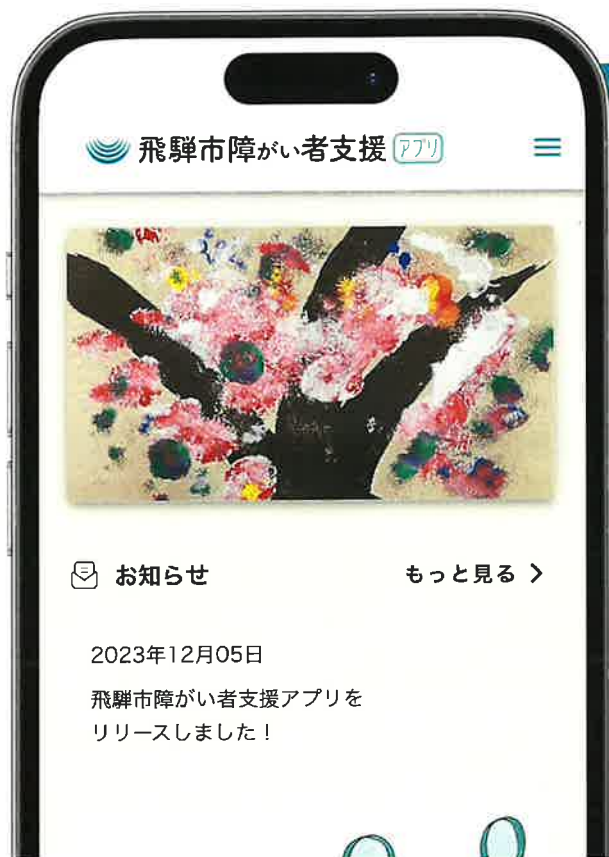 飛騨市障がい者支援 アプリ
お知らせ
もっと見る
2023年12月05日
飛騨市障がい者支援アプリを
リリースしました！